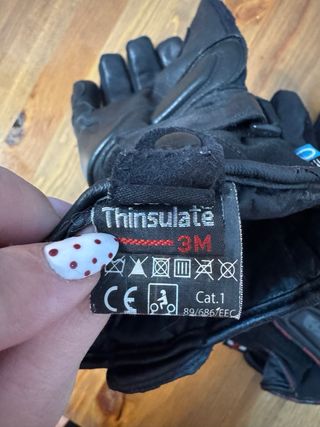 Thinsulate
3M
CE
Cat.1
89/686/EEC